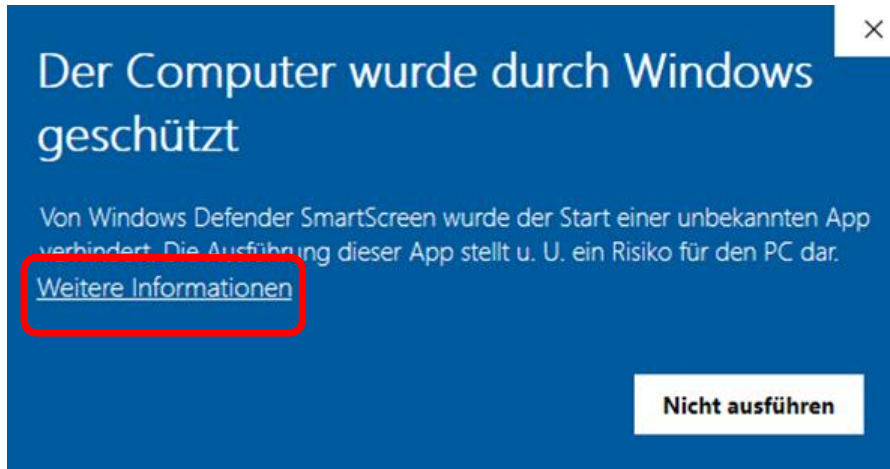 Der Computer wurde durch Windows
geschützt
Von Windows Defender SmartScreen wurde der Start einer unbekannten App
verhindert. Die Ausführung dieser App stellt u. U. ein Risiko für den PC dar.
Weitere Informationen
Nicht ausführen